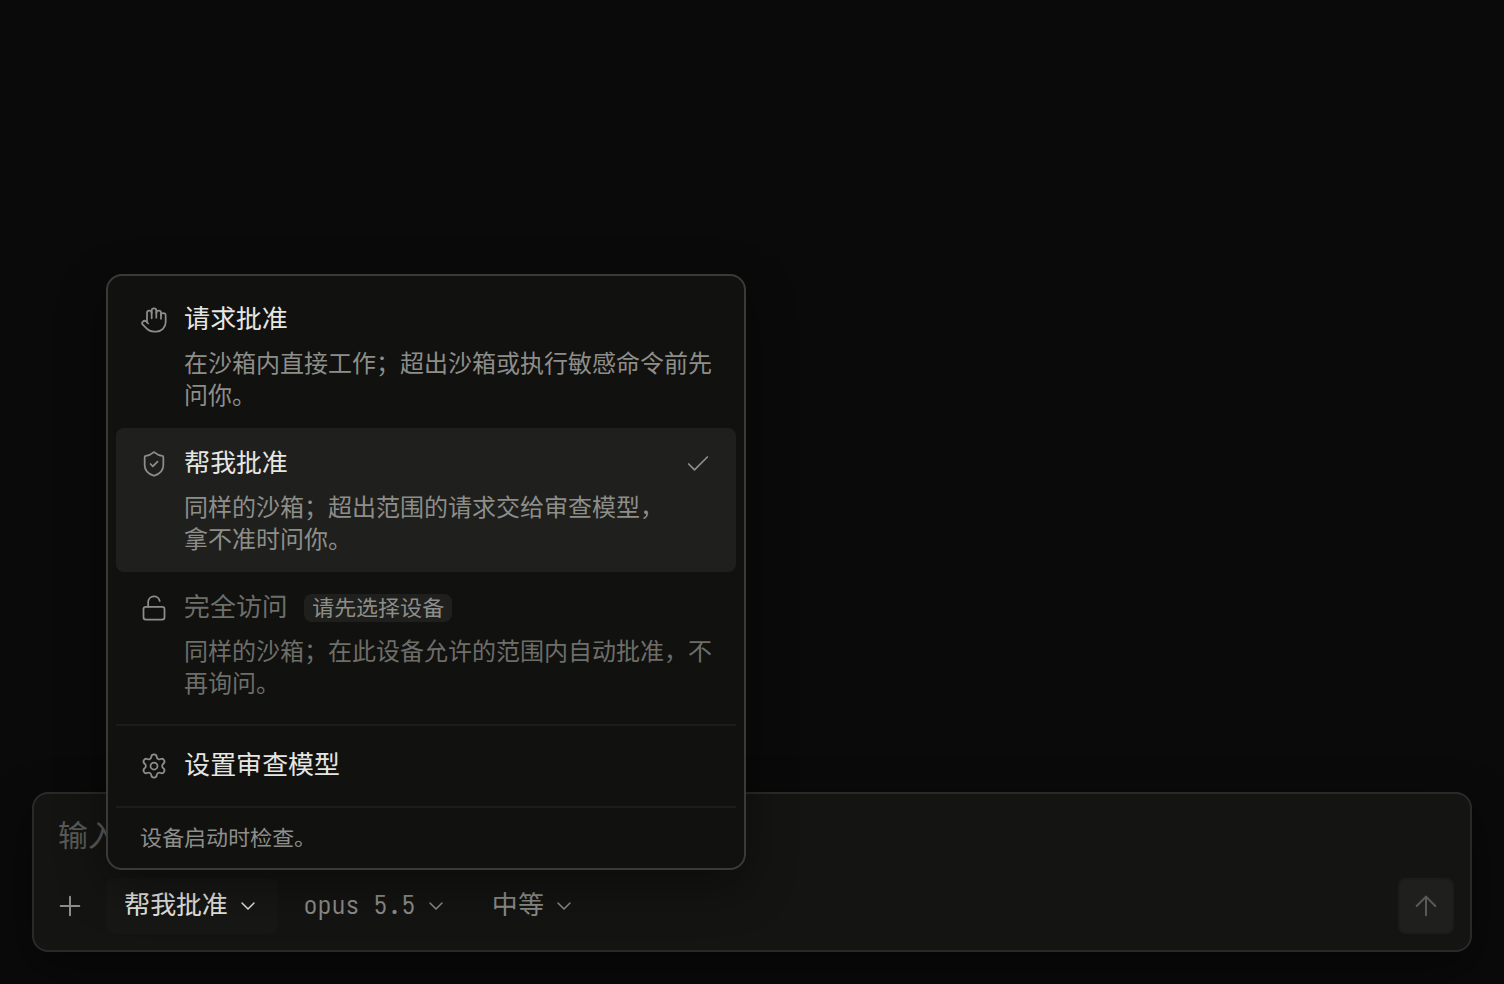 请求批准
在沙箱内直接工作；超出沙箱或执行敏感命令前先
问你。
帮我批准
同样的沙箱；超出范围的请求交给审查模型，
拿不准时问你。
完全访问 请先选择设备
同样的沙箱；在此设备允许的范围内自动批准，不
再询问。
设置审查模型
设备启动时检查。
输入
帮我批准 opus 5.5 中等